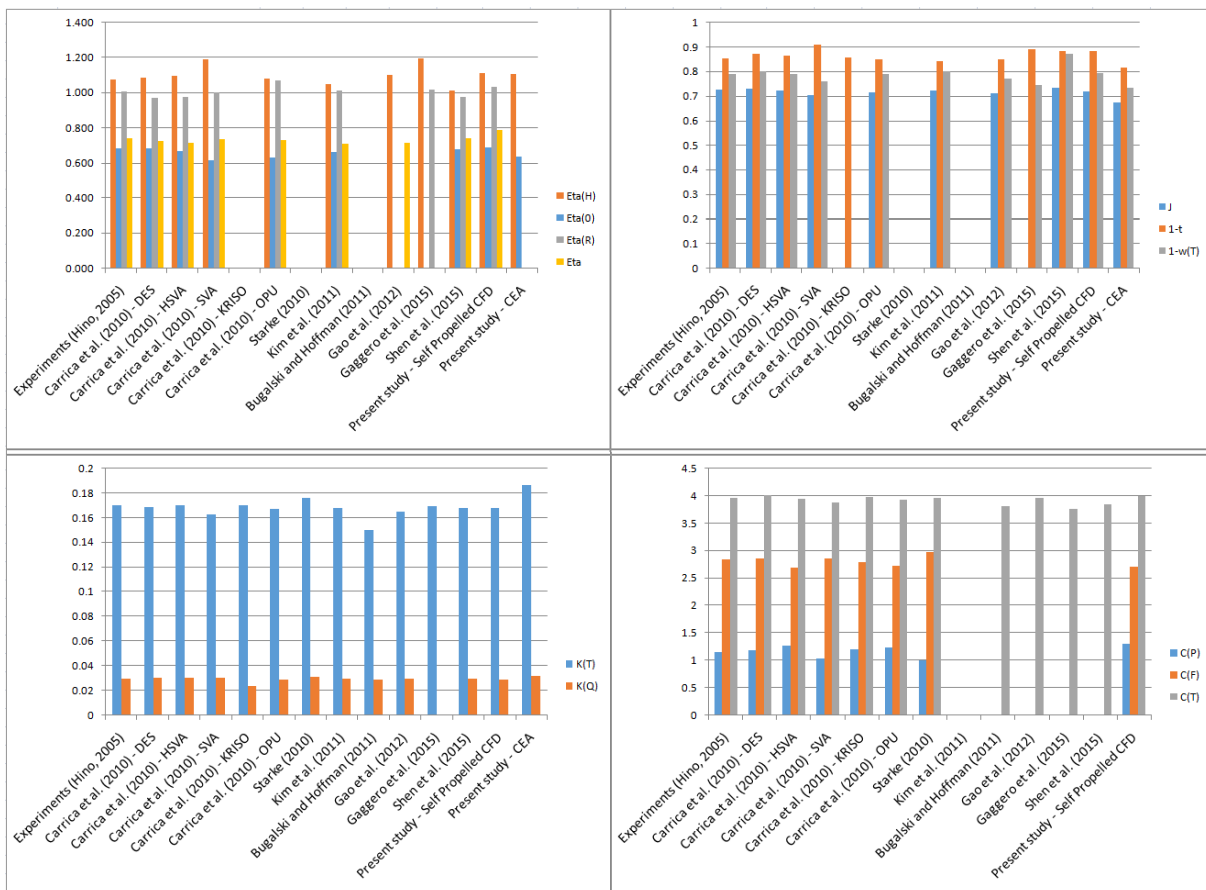 1.400
1.200
1.000
0.800
0.600
0.400
0.200
0.000
Eta(H)
Eta(0)
Eta(R)
Eta
Experiments (Hino, 2005)
Carrica et al. (2010) - DES
Carrica et al. (2010) - HSVA
Carrica et al. (2010) - SVA
Carrica et al. (2010) - KRISO
Carrica et al. (2010) - OPU
Starke (2010)
Kim et al. (2011)
Bugalski and Hoffman (2011)
Gao et al. (2012)
Gaggero et al. (2015)
Shen et al. (2015)
Present study - Self Propelled CFD
Present study - CEA
1
0.9
0.8
0.7
0.6
0.5
0.4
0.3
0.2
0.1
0
J
1-t
1-w(T)
Experiments (Hino, 2005)
Carrica et al. (2010) - DES
Carrica et al. (2010) - HSVA
Carrica et al. (2010) - SVA
Carrica et al. (2010) - KRISO
Carrica et al. (2010) - OPU
Starke (2010)
Kim et al. (2011)
Bugalski and Hoffman (2011)
Gao et al. (2012)
Gaggero et al. (2015)
Shen et al. (2015)
Present study - Self Propelled CFD
Present study - CEA
0.2
0.18
0.16
0.14
0.12
0.1
0.08
0.06
0.04
0.02
0
K(T)
K(Q)
Experiments (Hino, 2005)
Carrica et al. (2010) - DES
Carrica et al. (2010) - HSVA
Carrica et al. (2010) - SVA
Carrica et al. (2010) - KRISO
Carrica et al. (2010) - OPU
Starke (2010)
Kim et al. (2011)
Bugalski and Hoffman (2011)
Gao et al. (2012)
Gaggero et al. (2015)
Shen et al. (2015)
Present study - Self Propelled CFD
Present study - CEA
4.5
4
3.5
3
2.5
2
1.5
1
0.5
0
C(P)
C(F)
C(T)
Experiments (Hino, 2005)
Carrica et al. (2010) - DES
Carrica et al. (2010) - HSVA
Carrica et al. (2010) - SVA
Carrica et al. (2010) - KRISO
Carrica et al. (2010) - OPU
Starke (2010)
Kim et al. (2011)
Bugalski and Hoffman (2011)
Gao et al. (2012)
Gaggero et al. (2015)
Shen et al. (2015)
Present study - Self Propelled CFD